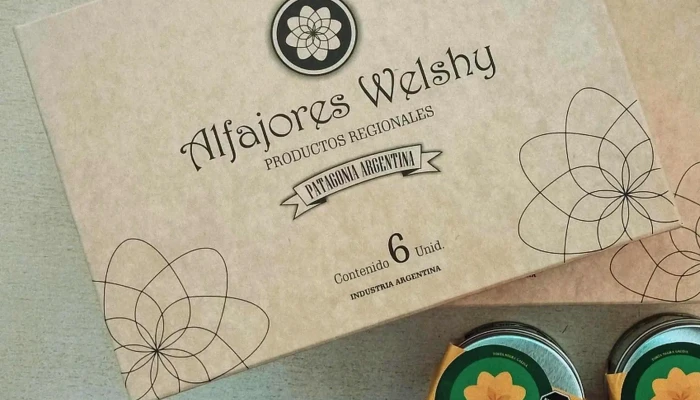 Alfajores Welshy
PRODUCTOS REGIONALES
PATAGONIA ARGENTINA
Contenido 6 Unid.
INDUSTRIA ARGENTINA